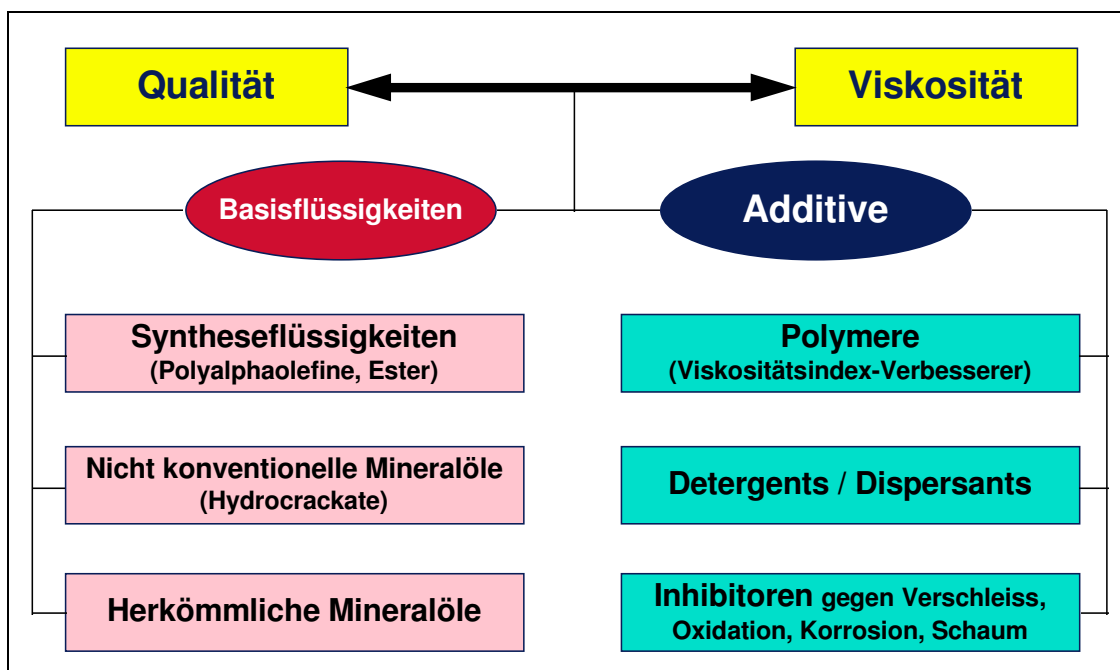 Qualität
Viskosität
Basisflüssigkeiten
Additive
Syntheseflüssigkeiten
(Polyalphaolefine, Ester)
Polymere
(Viskositätsindex-Verbesserer)
Nicht konventionelle Mineralöle
(Hydrocrackate)
Detergents / Dispersants
Herkömmliche Mineralöle
Inhibitoren gegen Verschleiss,
Oxidation, Korrosion, Schaum